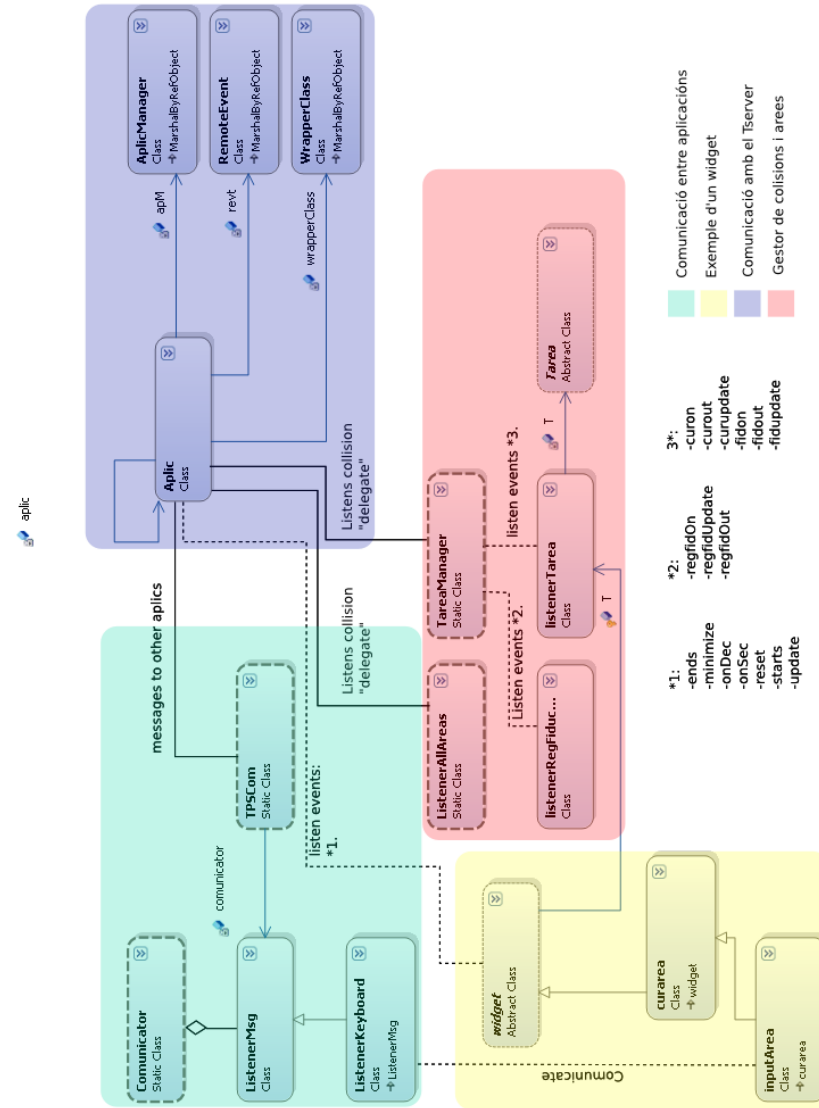 aplic
Comunicator
Static Class
ListenerMsg
Class
ListenerKeyboard
Class
ListenerMsg
comunicator
TPSCom
Static Class
messages to other aplics
listen events:
*1.
Aplic
Class
apM
revt
wrapperClass
AplicManager
Class
MarshalByRefObject
RemoteEvent
Class
MarshalByRefObject
WrapperClass
Class
MarshalByRefObject
Listens collision
"delegate"
Listens collision
"delegate"
ListenerAllAreas
Static Class
TareaManager
Static Class
Listen events *2.
listen events *3.
listenerRegFiduc...
Class
listenerTarea
Class
T
Tarea
Abstract Class
T
widget
Abstract Class
curarea
Class
widget
inputArea
Class
curarea
Comunicate
*1:
-ends
-minimize
-onDec
-onSec
-reset
-starts
-update
*2:
-regfidOn
-regfidUpdate
-regfidOut
3*:
-curon
-curout
-curupdate
-fidon
-fidout
-fidupdate
Comunicació entre aplicacións
Exemple d'un widget
Comunicació amb el Tserver
Gestor de colisions i arees